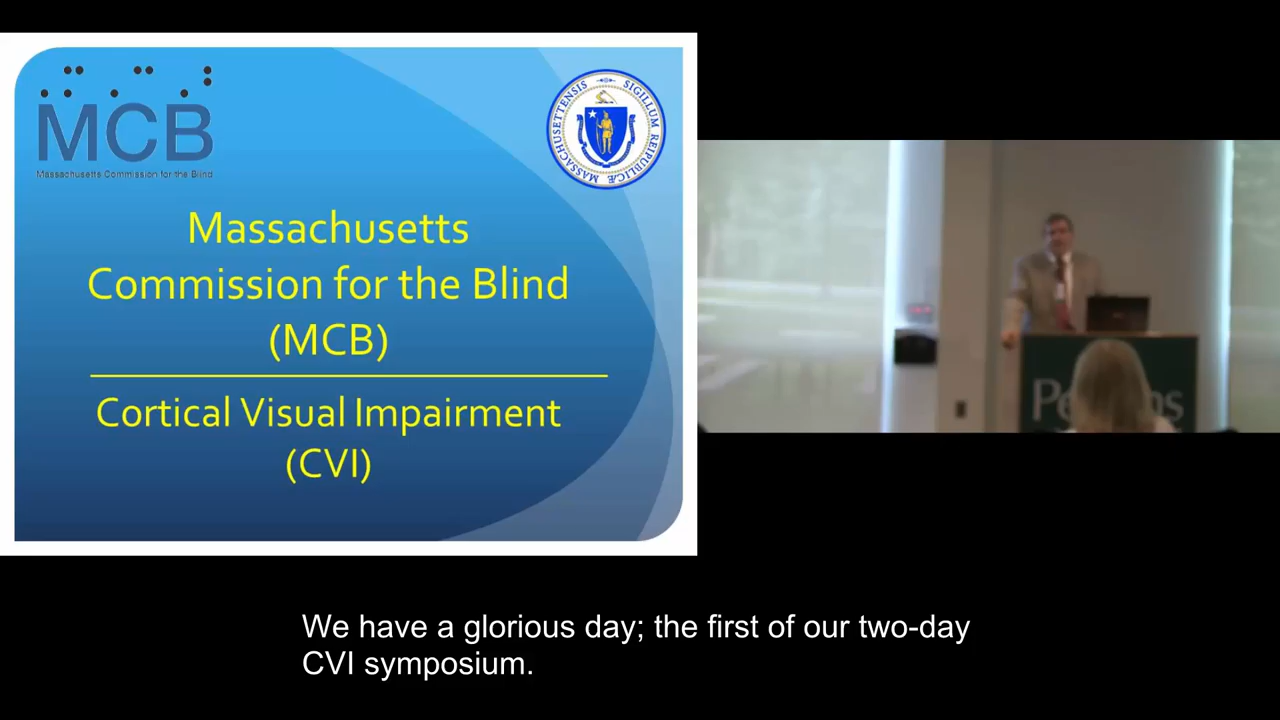 MCB
Massachusetts Commission for the Blind
SIGILLUM REIPUBLICÆ MASSACHUSETTENSIS
Massachusetts
Commission for the Blind
(MCB)
Cortical Visual Impairment
(CVI)
We have a glorious day; the first of our two-day
CVI symposium.